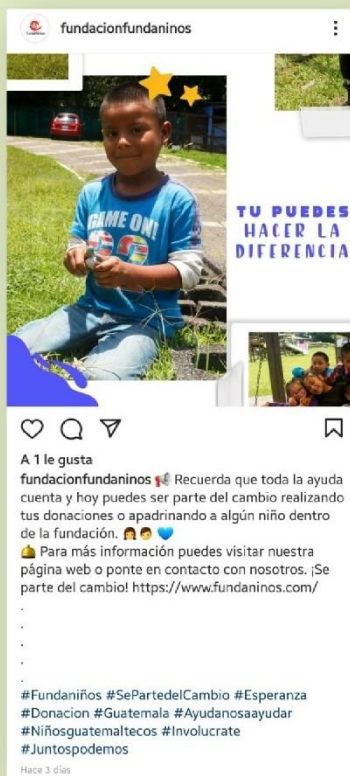 fundacionfundaninos
GAME ON!
TU PUEDES
HACER LA
DIFERENCIA
A 1 le gusta
fundacionfundaninos 📢 Recuerda que toda la ayuda
cuenta y hoy puedes ser parte del cambio realizando
tus donaciones o apadrinando a algún niño dentro
de la fundación. 👩🧑💙
🛎️ Para más información puedes visitar nuestra
página web o ponte en contacto con nosotros. ¡Se
parte del cambio! https://www.fundaninos.com/
.
.
.
.
.
#Fundaniños #SePartedelCambio #Esperanza
#Donacion #Guatemala #Ayudanosaayudar
#Niñosguatemaltecos #Involucrate
#Juntospodemos
Hace 3 días